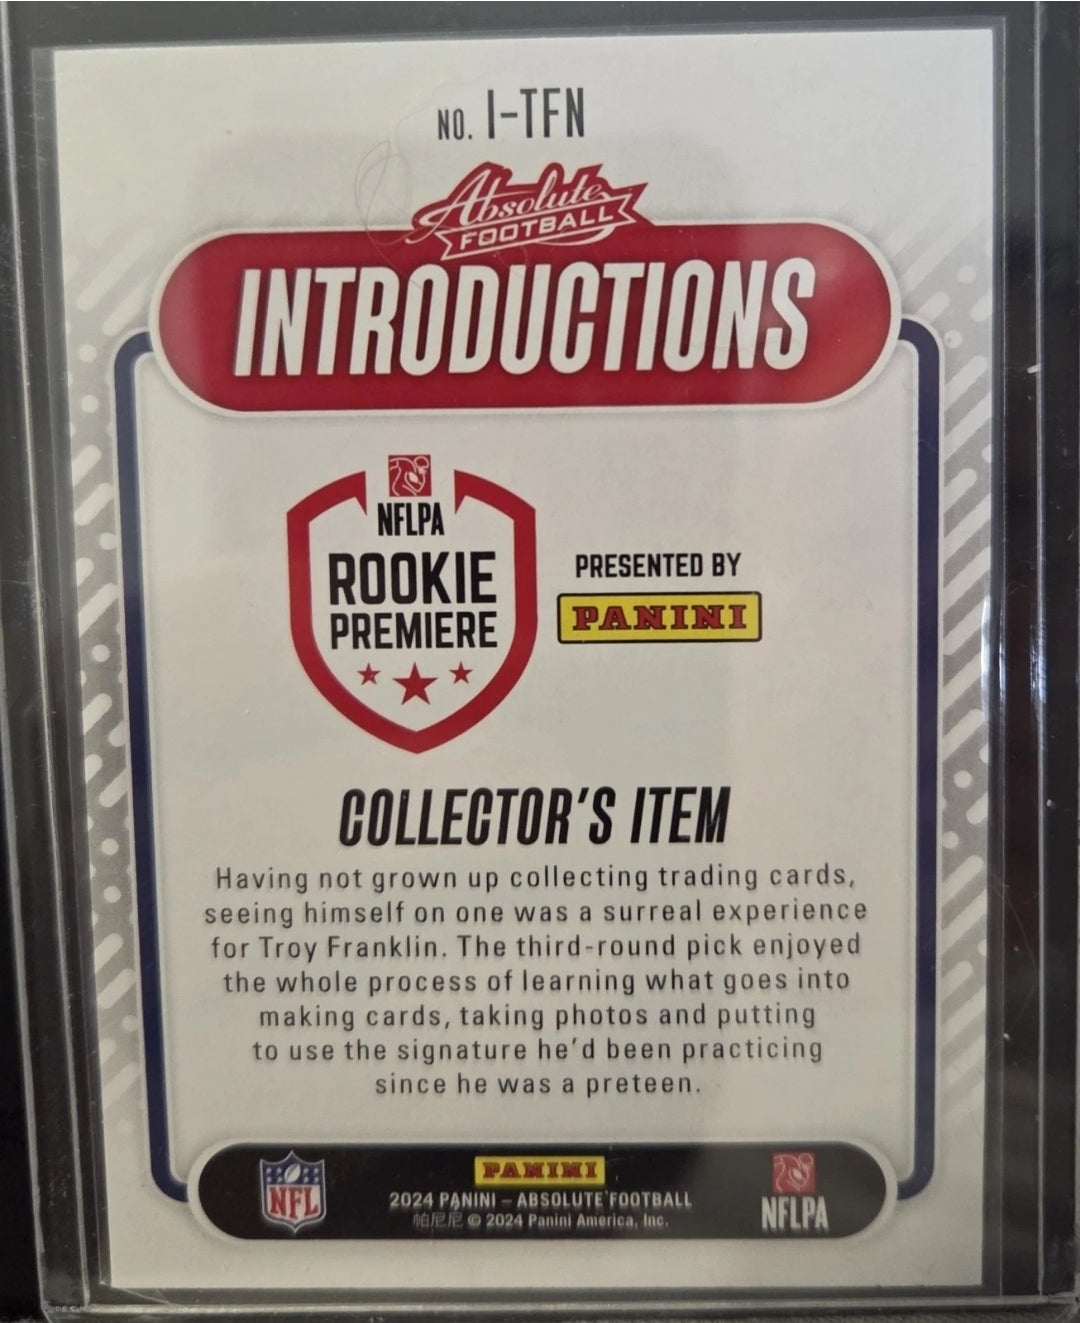 NO. I-TFN
Absolute
FOOTBALL
INTRODUCTIONS
NFLPA
ROOKIE
PREMIERE
PRESENTED BY
PANINI
COLLECTOR'S ITEM
Having not grown up collecting trading cards,
seeing himself on one was a surreal experience
for Troy Franklin. The third-round pick enjoyed
the whole process of learning what goes into
making cards, taking photos and putting
to use the signature he'd been practicing
since he was a preteen.
NFL
PANINI
2024 PANINI – ABSOLUTE FOOTBALL
帕尼尼 © 2024 Panini America, Inc.
NFLPA